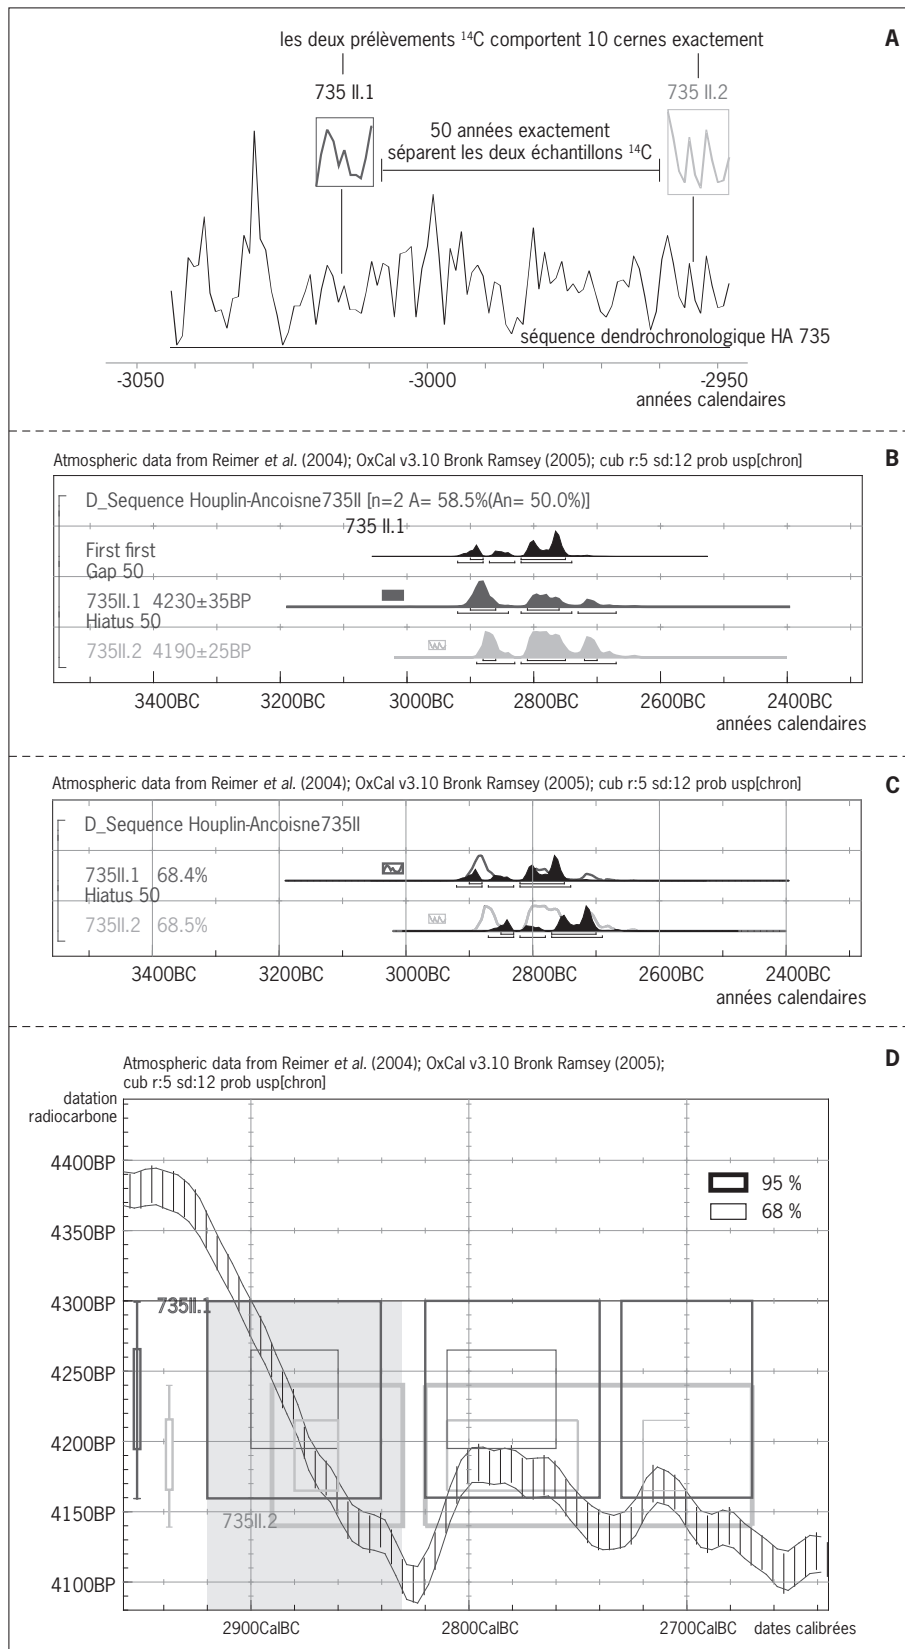 A
les deux prélèvements ¹⁴C comportent 10 cernes exactement
735 II.1
735 II.2
50 années exactement
séparent les deux échantillons ¹⁴C
séquence dendrochronologique HA 735
-3050 -3000 -2950
années calendaires
B
Atmospheric data from Reimer et al. (2004); OxCal v3.10 Bronk Ramsey (2005); cub r:5 sd:12 prob usp[chron]
D_Sequence Houplin-Ancoisne735II [n=2 A= 58.5%(An= 50.0%)]
735 II.1
First first
Gap 50
735II.1 4230±35BP
Hiatus 50
735II.2 4190±25BP
3400BC 3200BC 3000BC 2800BC 2600BC 2400BC
années calendaires
C
Atmospheric data from Reimer et al. (2004); OxCal v3.10 Bronk Ramsey (2005); cub r:5 sd:12 prob usp[chron]
D_Sequence Houplin-Ancoisne735II
735II.1 68.4%
Hiatus 50
735II.2 68.5%
3400BC 3200BC 3000BC 2800BC 2600BC 2400BC
années calendaires
D
Atmospheric data from Reimer et al. (2004); OxCal v3.10 Bronk Ramsey (2005);
cub r:5 sd:12 prob usp[chron]
datation
radiocarbone
4400BP
95 %
68 %
4350BP
4300BP
735II.1
4250BP
4200BP
4150BP
735II.2
4100BP
2900CalBC 2800CalBC 2700CalBC dates calibrées